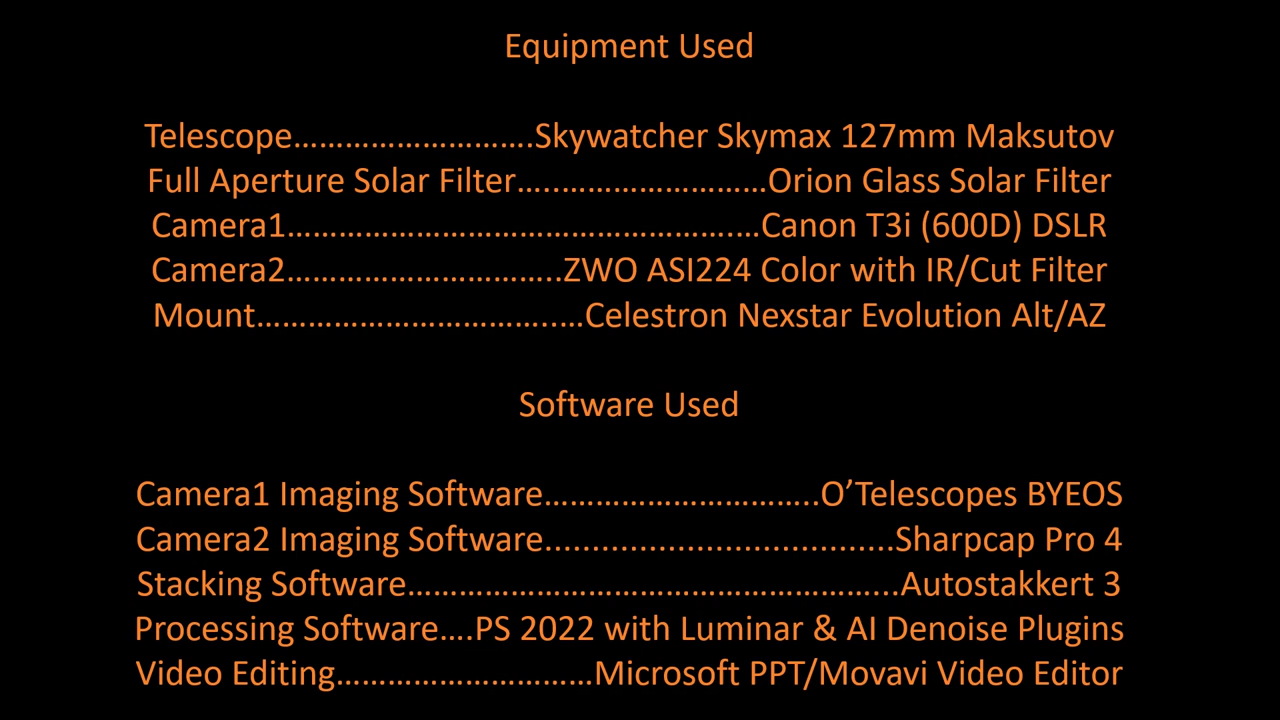 Equipment Used
Telescope……………………….Skywatcher Skymax 127mm Maksutov
Full Aperture Solar Filter…..……………………Orion Glass Solar Filter
Camera1…………………………………………….…Canon T3i (600D) DSLR
Camera2…………………………..ZWO ASI224 Color with IR/Cut Filter
Mount……………………………..…Celestron Nexstar Evolution Alt/AZ
Software Used
Camera1 Imaging Software…………………………..O’Telescopes BYEOS
Camera2 Imaging Software.....................................Sharpcap Pro 4
Stacking Software………………………………………………...Autostakkert 3
Processing Software….PS 2022 with Luminar & AI Denoise Plugins
Video Editing…………………………Microsoft PPT/Movavi Video Editor